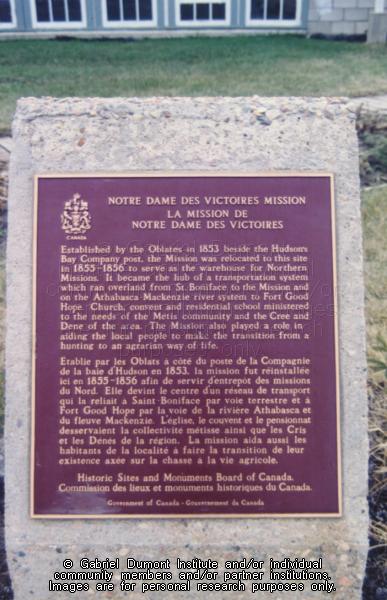 CANADA
NOTRE DAME DES VICTOIRES MISSION
LA MISSION DE
NOTRE DAME DES VICTOIRES
Established by the Oblates in 1853 beside the Hudson's
Bay Company post, the Mission was relocated to this site
in 1855-1856 to serve as the warehouse for Northern
Missions. It became the hub of a transportation system
which ran overland from St. Boniface to the Mission and
on the Athabasca-Mackenzie river system to Fort Good
Hope. Church, convent and residential school ministered
to the needs of the Métis community and the Cree and
Dene of the area. The Mission also played a role in
aiding the local people to make the transition from a
hunting to an agrarian way of life.
Etablie par les Oblats à côté du poste de la Compagnie
de la baie d'Hudson en 1853, la mission fut réinstallée
ici en 1855-1856 afin de servir d'entrepôt des missions
du Nord. Elle devint le centre d'un réseau de transport
qui la reliait à Saint-Boniface par voie terrestre et à
Fort Good Hope par la voie de la rivière Athabasca et
du fleuve Mackenzie. L'église, le couvent et le pensionnat
desservaient la collectivité métisse ainsi que les Cris
et les Dénés de la région. La mission aida aussi les
habitants de la localité à faire la transition de leur
existence axée sur la chasse à la vie agricole.
Historic Sites and Monuments Board of Canada.
Commission des lieux et monuments historiques du Canada.
Government of Canada - Gouvernement du Canada
© Gabriel Dumont Institute and/or individual
community members and/or partner institutions.
Images are for personal research purposes only.